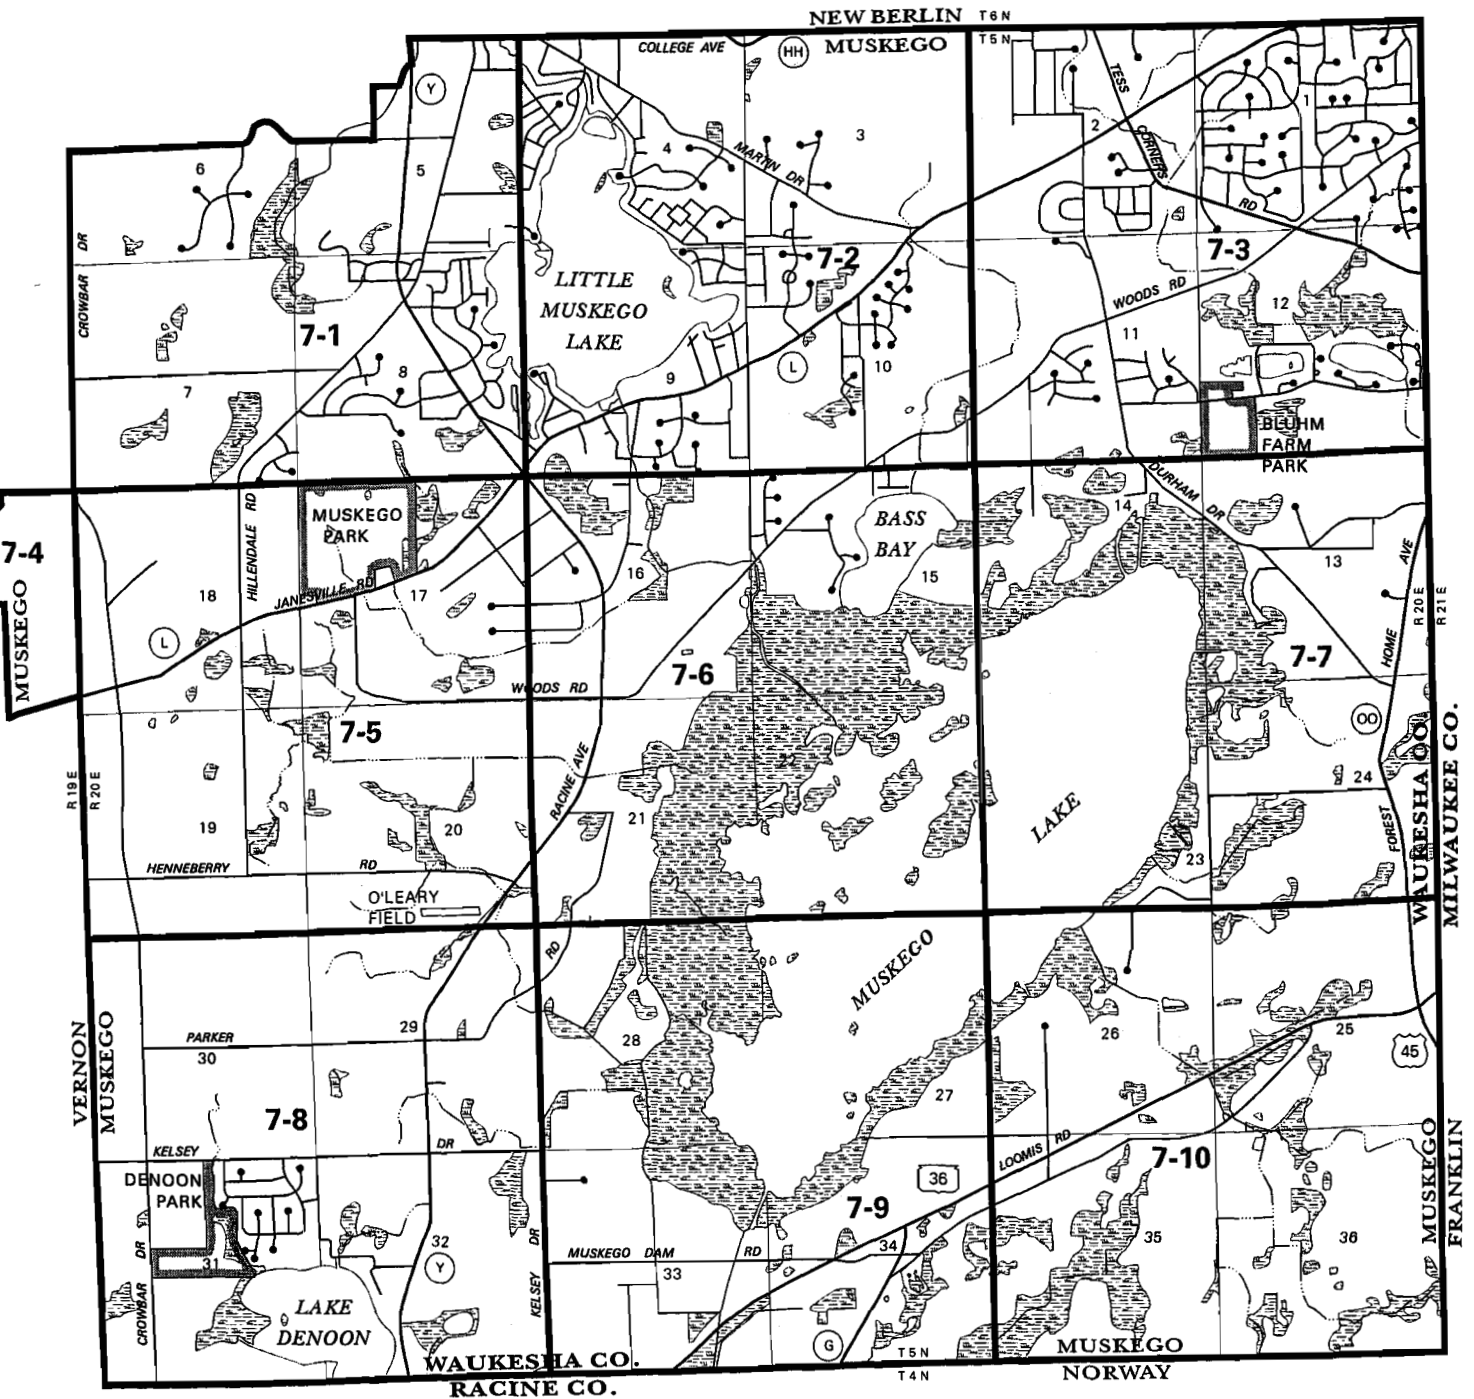 NEW BERLIN T6N
MUSKEGO T5N
COLLEGE AVE
HH
Y
TESS
CORNERS
RD
1
2
3
4
MARTIN DR
5
6
CROWBAR DR
7-1
7-2
7-3
LITTLE
MUSKEGO
LAKE
WOODS RD
12
11
10
9
L
8
7
BLUHM
FARM
PARK
HILLENDALE RD
MUSKEGO
PARK
BASS
BAY
DURHAM DR
14
13
7-4
MUSKEGO
JANESVILLE RD
18
17
16
15
L
HOME AVE
R20E
R21E
7-6
7-7
WOODS RD
7-5
OO
R19E
R20E
RACINE AVE
22
24
LAKE
FOREST
WAUKESHA CO.
MILWAUKEE CO.
19
20
21
23
HENNEBERRY RD
O'LEARY
FIELD
RD
MUSKEGO
29
28
26
25
45
PARKER
30
VERNON
MUSKEGO
27
7-8
KELSEY DR
LOOMIS RD
7-10
DENOON
PARK
36
7-9
MUSKEGO
FRANKLIN
DR
32
Y
DR
MUSKEGO DAM RD
34
35
36
31
33
CROWBAR
KELSEY
LAKE
DENOON
G
T5N
T4N
MUSKEGO
NORWAY
WAUKESHA CO.
RACINE CO.